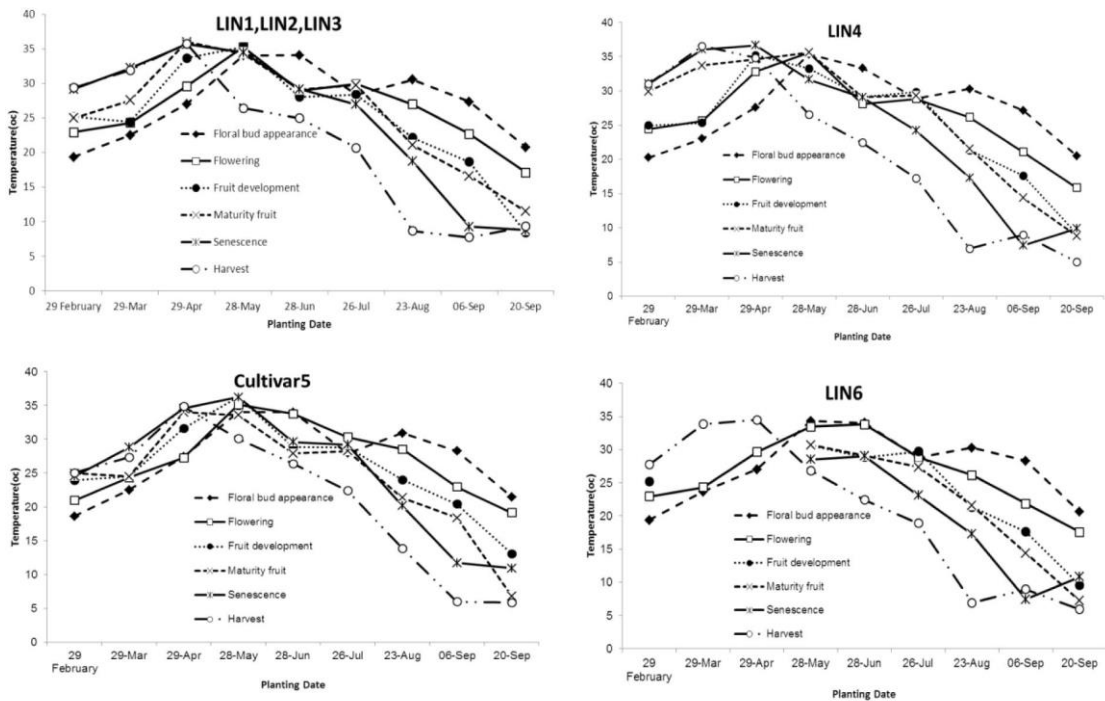 LIN1,LIN2,LIN3
40
35
30
25
20
15
10
5
0
Temperature(oc)
Floral bud appearance
Flowering
Fruit development
Maturity fruit
Senescence
Harvest
29 February 29-Mar 29-Apr 28-May 28-Jun 26-Jul 23-Aug 06-Sep 20-Sep
Planting Date
LIN4
40
35
30
25
20
15
10
5
0
Temperature(oc)
Floral bud appearance
Flowering
Fruit development
Maturity fruit
Senescence
Harvest
29 29-Mar 29-Apr 28-May 28-Jun 26-Jul 23-Aug 06-Sep 20-Sep
February
Planting Date
Cultivar5
40
35
30
25
20
15
10
5
0
Temperature(oc)
Floral bud appearance
Flowering
Fruit development
Maturity fruit
Senescence
Harvest
29 29-Mar 29-Apr 28-May 28-Jun 26-Jul 23-Aug 06-Sep 20-Sep
February
Planting Date
LIN6
40
35
30
25
20
15
10
5
0
Temperature(oc)
Floral bud appearance
Flowering
Fruit development
Maturity fruit
Senescence
Harvest
29 29-Mar 29-Apr 28-May 28-Jun 26-Jul 23-Aug 06-Sep 20-Sep
February
Planting Date